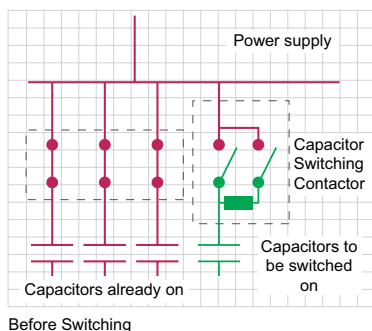 Power supply
Capacitor
Switching
Contactor
Capacitors to
be switched
on
Capacitors already on
Before Switching